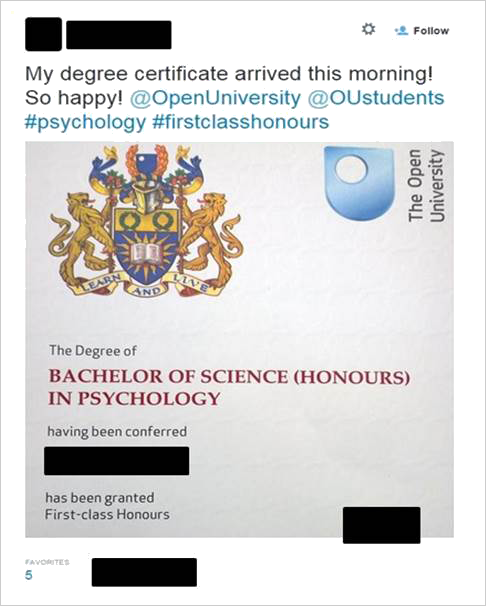 Follow
My degree certificate arrived this morning!
So happy! @OpenUniversity @OUstudents
#psychology #firstclasshonours
LEARN AND LIVE
The Open
University
The Degree of
BACHELOR OF SCIENCE (HONOURS)
IN PSYCHOLOGY
having been conferred
has been granted
First-class Honours
FAVORITES
5